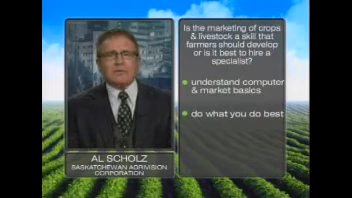 Is the marketing of crops
& livestock a skill that
farmers should develop
or is it best to hire a
specialist?
understand computer
& market basics
do what you do best
AL SCHOLZ
SASKATCHEWAN AGRIVISION
CORPORATION